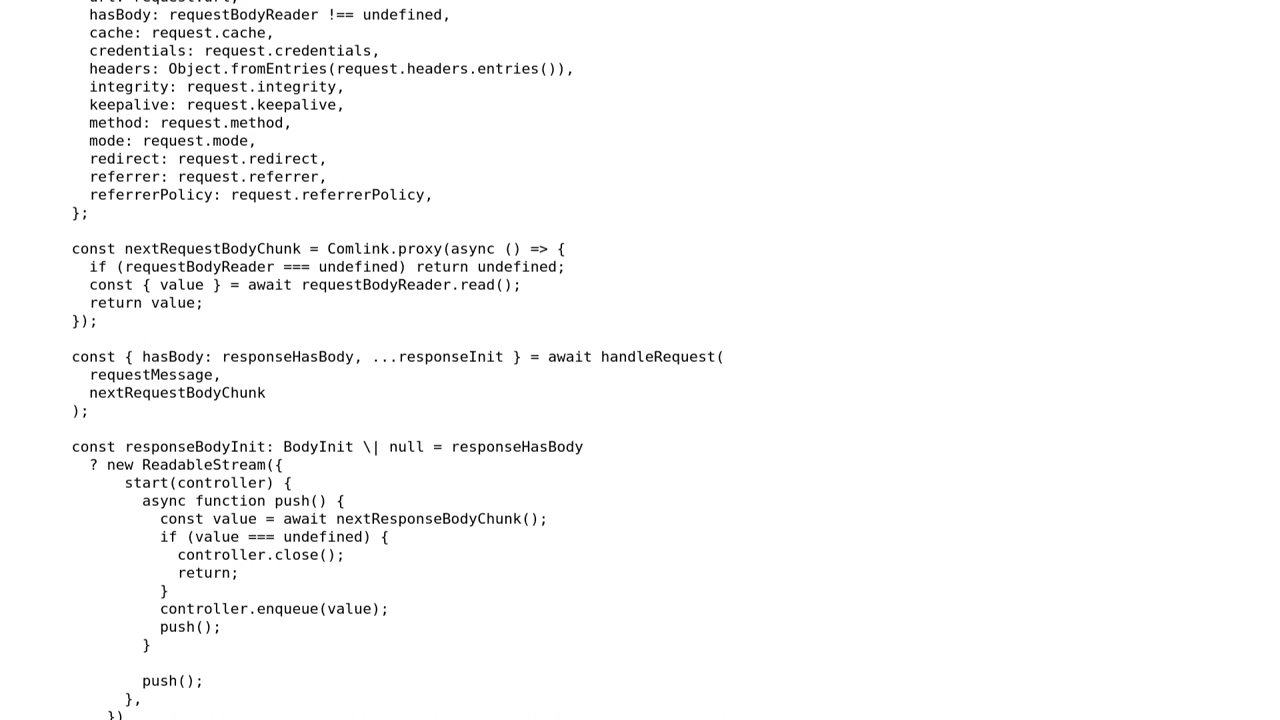 url: request.url,
hasBody: requestBodyReader !== undefined,
cache: request.cache,
credentials: request.credentials,
headers: Object.fromEntries(request.headers.entries()),
integrity: request.integrity,
keepalive: request.keepalive,
method: request.method,
mode: request.mode,
redirect: request.redirect,
referrer: request.referrer,
referrerPolicy: request.referrerPolicy,
};
const nextRequestBodyChunk = Comlink.proxy(async () => {
if (requestBodyReader === undefined) return undefined;
const { value } = await requestBodyReader.read();
return value;
});
const { hasBody: responseHasBody, ...responseInit } = await handleRequest(
requestMessage,
nextRequestBodyChunk
);
const responseBodyInit: BodyInit \| null = responseHasBody
? new ReadableStream({
start(controller) {
async function push() {
const value = await nextResponseBodyChunk();
if (value === undefined) {
controller.close();
return;
}
controller.enqueue(value);
push();
}
push();
},
})